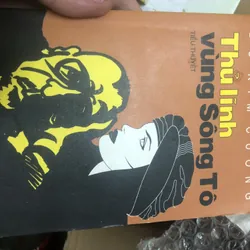 Thủ lĩnh
vùng Sông Tô
TIỂU THUYẾT